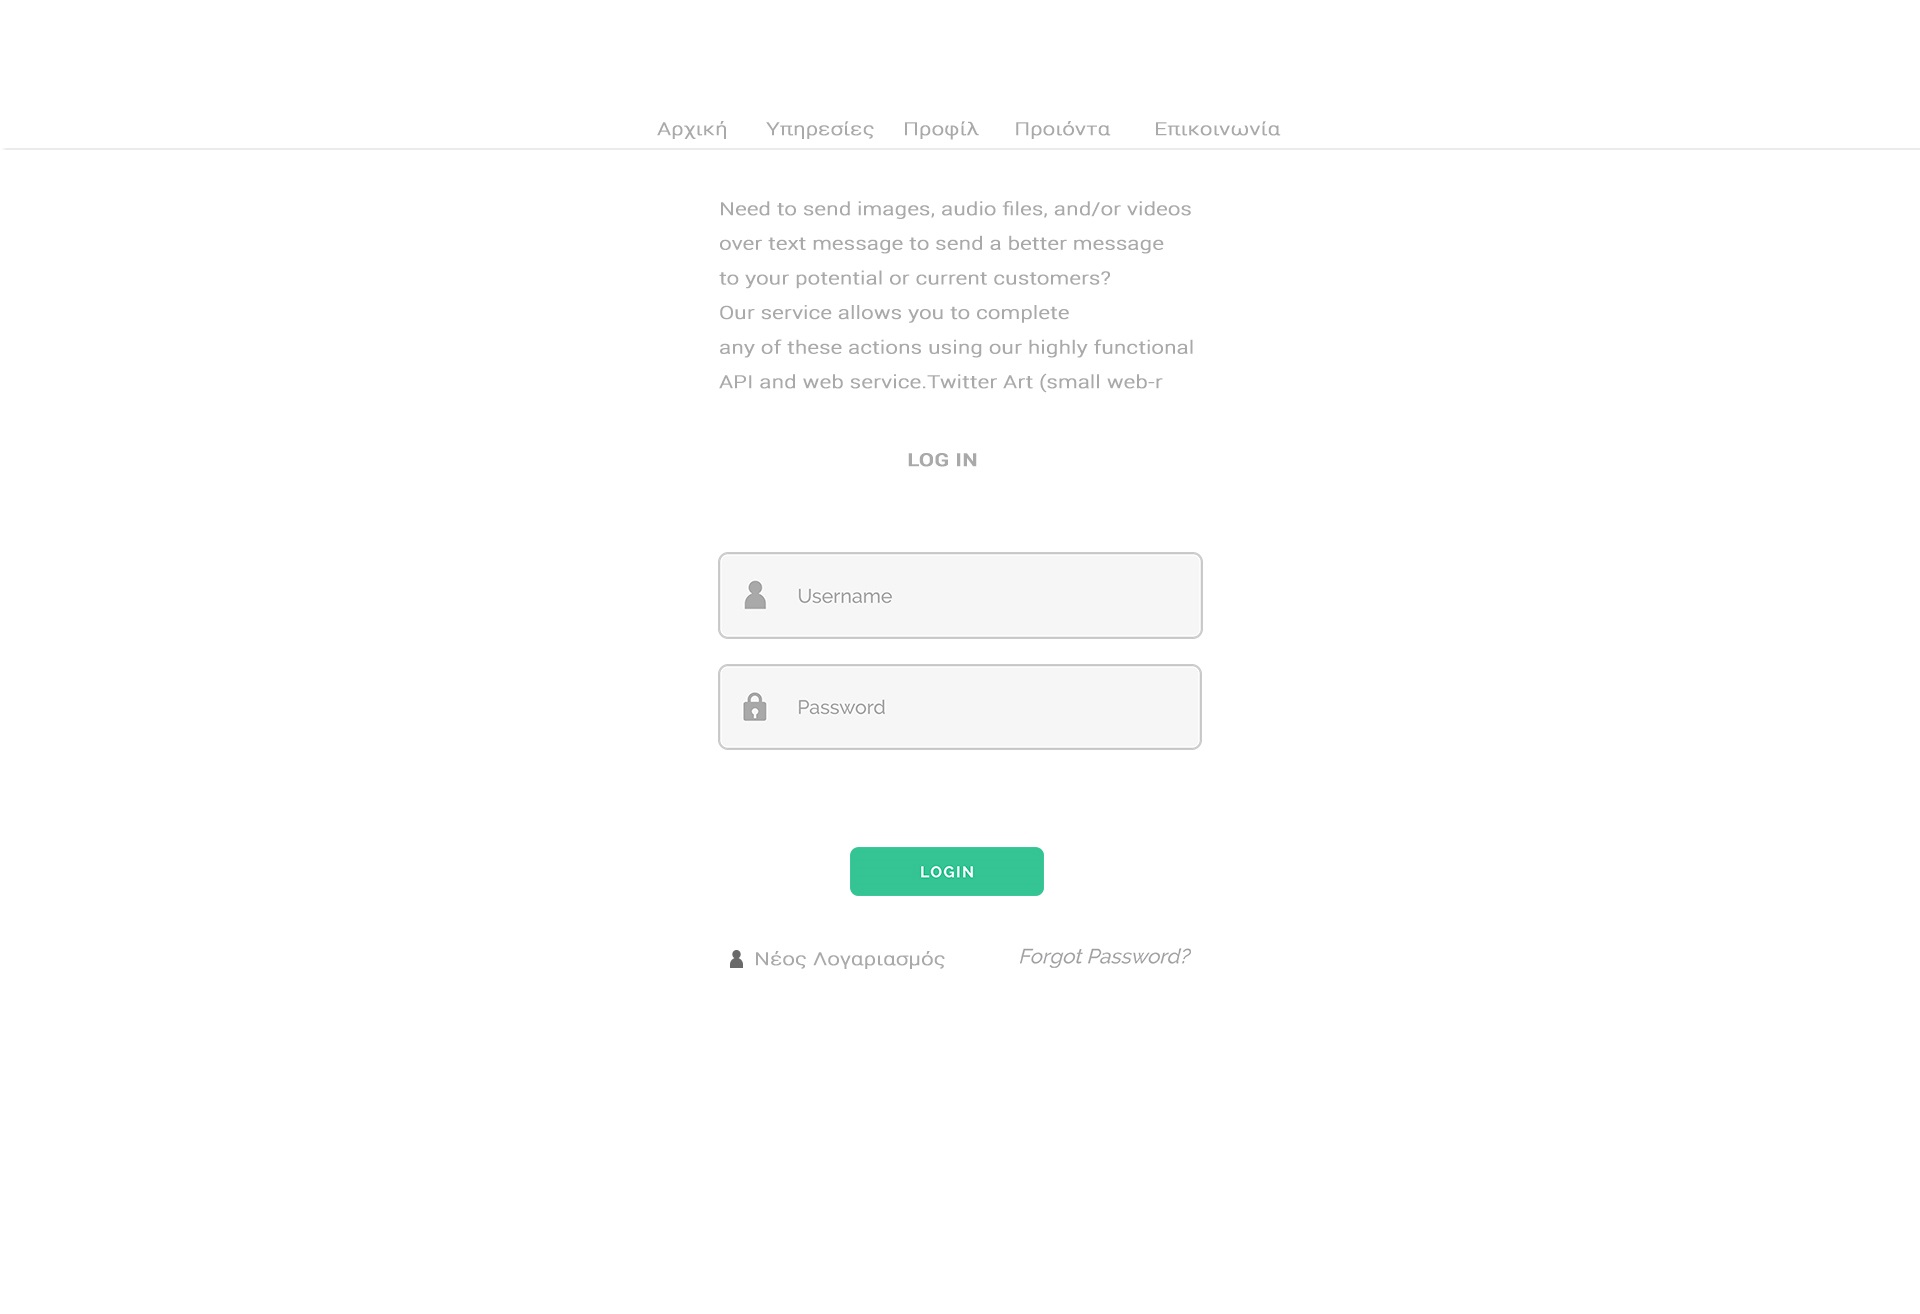 Αρχική Υπηρεσίες Προφίλ Προιόντα Επικοινωνία
Need to send images, audio files, and/or videos
over text message to send a better message
to your potential or current customers?
Our service allows you to complete
any of these actions using our highly functional
API and web service.Twitter Art (small web-r
LOG IN
Username
Password
LOGIN
Νέος Λογαριασμός Forgot Password?